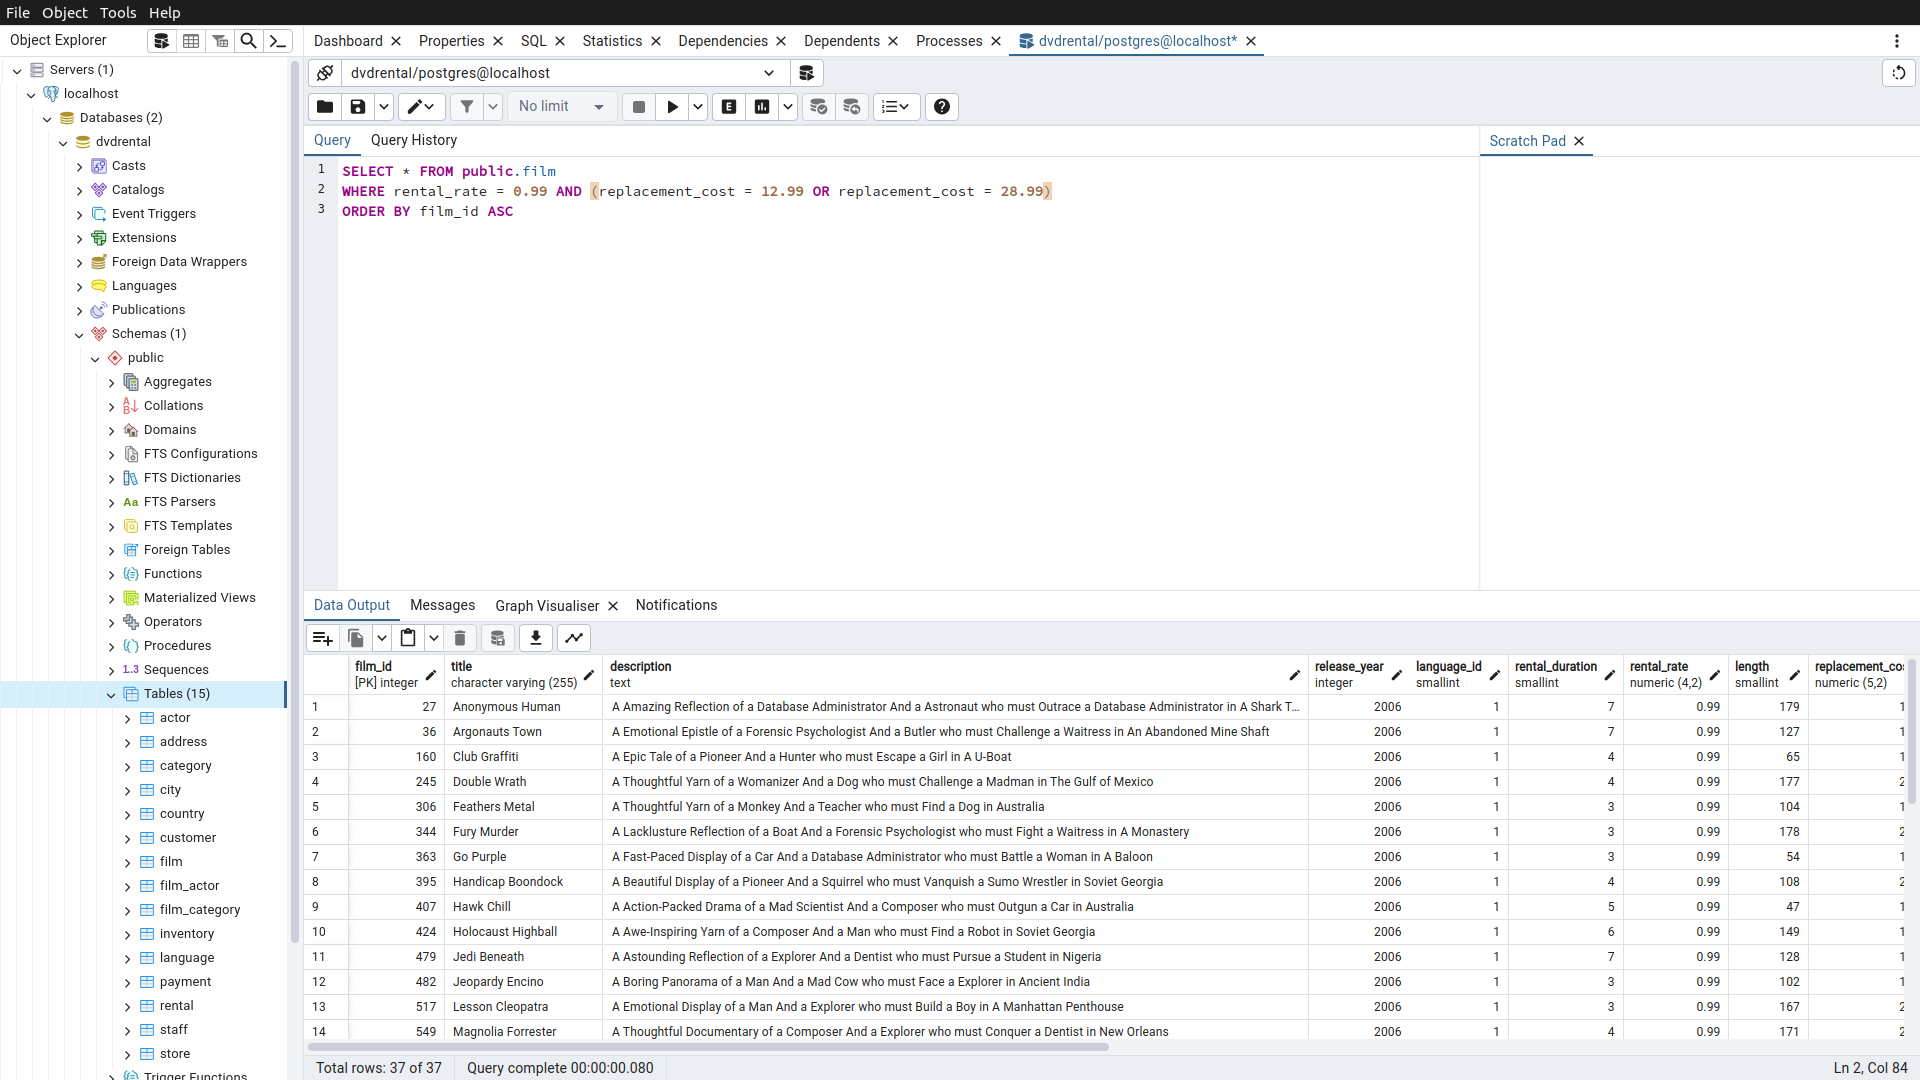 File Object Tools Help
Object Explorer
Dashboard Properties SQL Statistics Dependencies Dependents Processes dvdrental/postgres@localhost*
dvdrental/postgres@localhost
No limit
Servers (1)
localhost
Databases (2)
dvdrental
Casts
Catalogs
Event Triggers
Extensions
Foreign Data Wrappers
Languages
Publications
Schemas (1)
public
Aggregates
Collations
Domains
FTS Configurations
FTS Dictionaries
FTS Parsers
FTS Templates
Foreign Tables
Functions
Materialized Views
Operators
Procedures
1.3 Sequences
Tables (15)
actor
address
category
city
country
customer
film
film_actor
film_category
inventory
language
payment
rental
staff
store
Trigger Functions
Query Query History
Scratch Pad
1 SELECT * FROM public.film
2 WHERE rental_rate = 0.99 AND (replacement_cost = 12.99 OR replacement_cost = 28.99)
3 ORDER BY film_id ASC
Data Output Messages Graph Visualiser Notifications
film_id title description release_year language_id rental_duration rental_rate length replacement_co
[PK] integer character varying (255) text integer smallint smallint numeric (4,2) smallint numeric (5,2)
1 27 Anonymous Human A Amazing Reflection of a Database Administrator And a Astronaut who must Outrace a Database Administrator in A Shark T... 2006 1 7 0.99 179 1
2 36 Argonauts Town A Emotional Epistle of a Forensic Psychologist And a Butler who must Challenge a Waitress in An Abandoned Mine Shaft 2006 1 7 0.99 127 1
3 160 Club Graffiti A Epic Tale of a Pioneer And a Hunter who must Escape a Girl in A U-Boat 2006 1 4 0.99 65 1
4 245 Double Wrath A Thoughtful Yarn of a Womanizer And a Dog who must Challenge a Madman in The Gulf of Mexico 2006 1 4 0.99 177 2
5 306 Feathers Metal A Thoughtful Yarn of a Monkey And a Teacher who must Find a Dog in Australia 2006 1 3 0.99 104 1
6 344 Fury Murder A Lacklusture Reflection of a Boat And a Forensic Psychologist who must Fight a Waitress in A Monastery 2006 1 3 0.99 178 2
7 363 Go Purple A Fast-Paced Display of a Car And a Database Administrator who must Battle a Woman in A Baloon 2006 1 3 0.99 54 1
8 395 Handicap Boondock A Beautiful Display of a Pioneer And a Squirrel who must Vanquish a Sumo Wrestler in Soviet Georgia 2006 1 4 0.99 108 2
9 407 Hawk Chill A Action-Packed Drama of a Mad Scientist And a Composer who must Outgun a Car in Australia 2006 1 5 0.99 47 1
10 424 Holocaust Highball A Awe-Inspiring Yarn of a Composer And a Man who must Find a Robot in Soviet Georgia 2006 1 6 0.99 149 1
11 479 Jedi Beneath A Astounding Reflection of a Explorer And a Dentist who must Pursue a Student in Nigeria 2006 1 7 0.99 128 1
12 482 Jeopardy Encino A Boring Panorama of a Man And a Mad Cow who must Face a Explorer in Ancient India 2006 1 3 0.99 102 1
13 517 Lesson Cleopatra A Emotional Display of a Man And a Explorer who must Build a Boy in A Manhattan Penthouse 2006 1 3 0.99 167 2
14 549 Magnolia Forrester A Thoughtful Documentary of a Composer And a Explorer who must Conquer a Dentist in New Orleans 2006 1 4 0.99 171 2
Total rows: 37 of 37 Query complete 00:00:00.080 Ln 2, Col 84